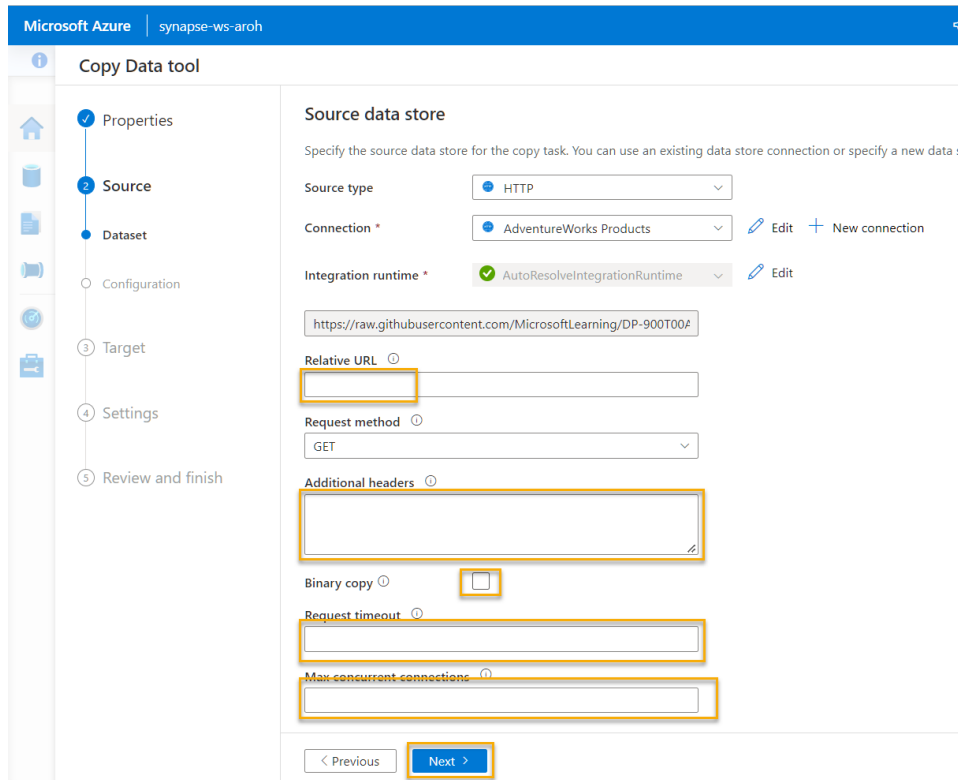 Microsoft Azure synapse-ws-aroh
Copy Data tool
Properties
2 Source
Dataset
Configuration
3 Target
4 Settings
5 Review and finish
Source data store
Specify the source data store for the copy task. You can use an existing data store connection or specify a new data s
Source type HTTP
Connection * AdventureWorks Products Edit + New connection
Integration runtime * AutoResolveIntegrationRuntime Edit
https://raw.githubusercontent.com/MicrosoftLearning/DP-900T00A
Relative URL
Request method
GET
Additional headers
Binary copy
Request timeout
Max concurrent connections
< Previous Next >